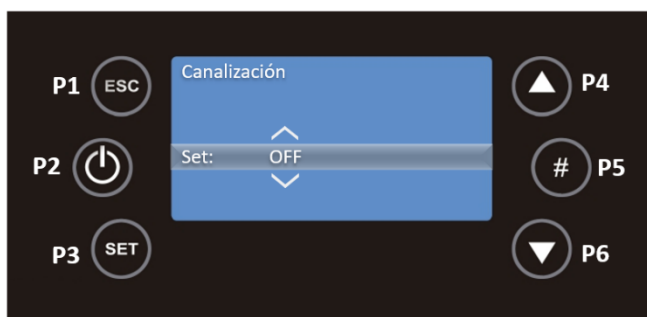 P1 ESC
Canalización
P4
P2
Set: OFF
# P5
P3 SET
P6